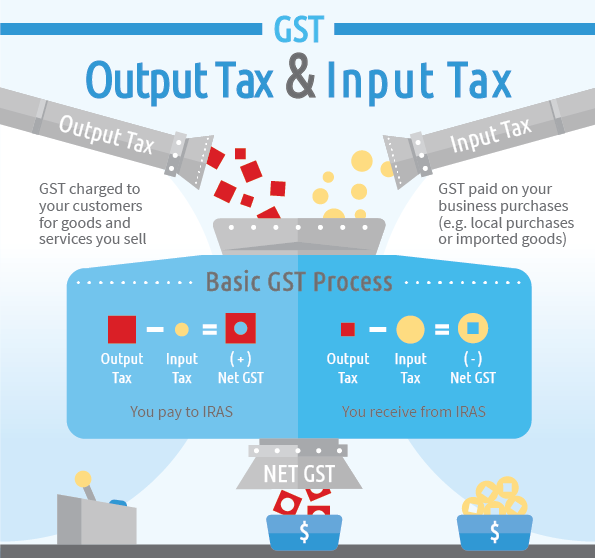 GST
Output Tax & Input Tax
Output Tax
Input Tax
GST charged to
your customers
for goods and
services you sell
GST paid on your
business purchases
(e.g. local purchases
or imported goods)
Basic GST Process
Output
Tax
Input
Tax
(+)
Net GST
You pay to IRAS
Output
Tax
Input
Tax
(-)
Net GST
You receive from IRAS
NET GST
$
$